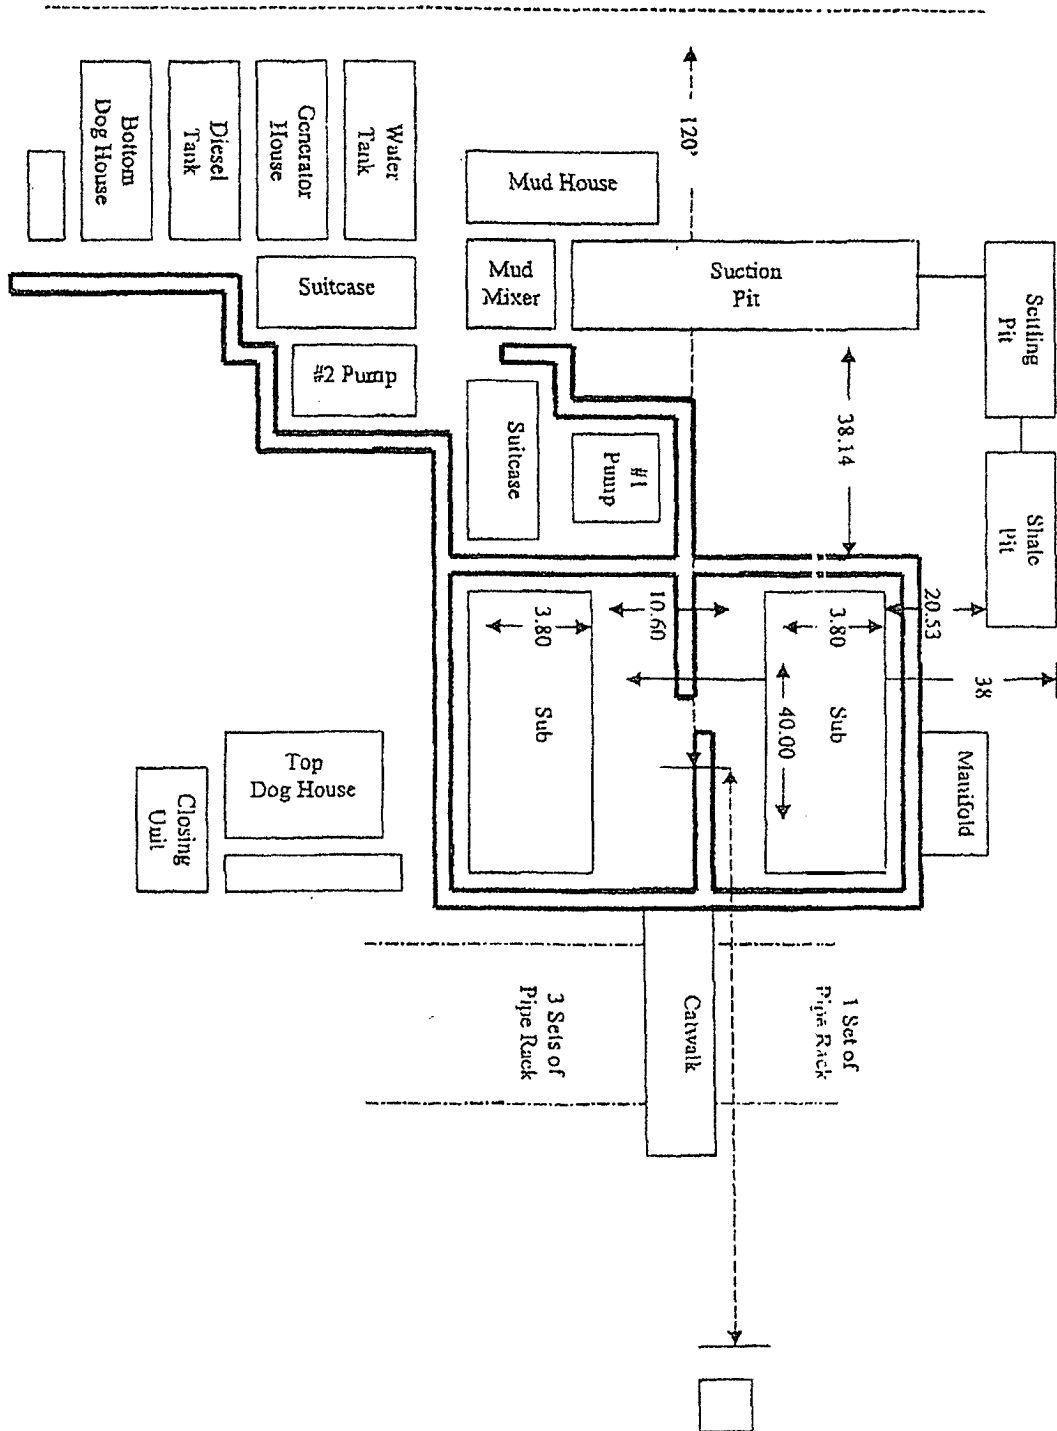 120'
Bottom
Dog House
Diesel
Tank
Generator
House
Water
Tank
Mud House
Suitcase
Mud
Mixer
Suction
Pit
Settling
Pit
#2 Pump
Suitcase
#1
Pump
38.14
Shale
Pit
3.80
10.60
3.80
20.53
38
40.00
Sub
Sub
Manifold
Top
Dog House
Closing
Unit
3 Sets of
Pipe Rack
Catwalk
1 Set of
Pipe Rack